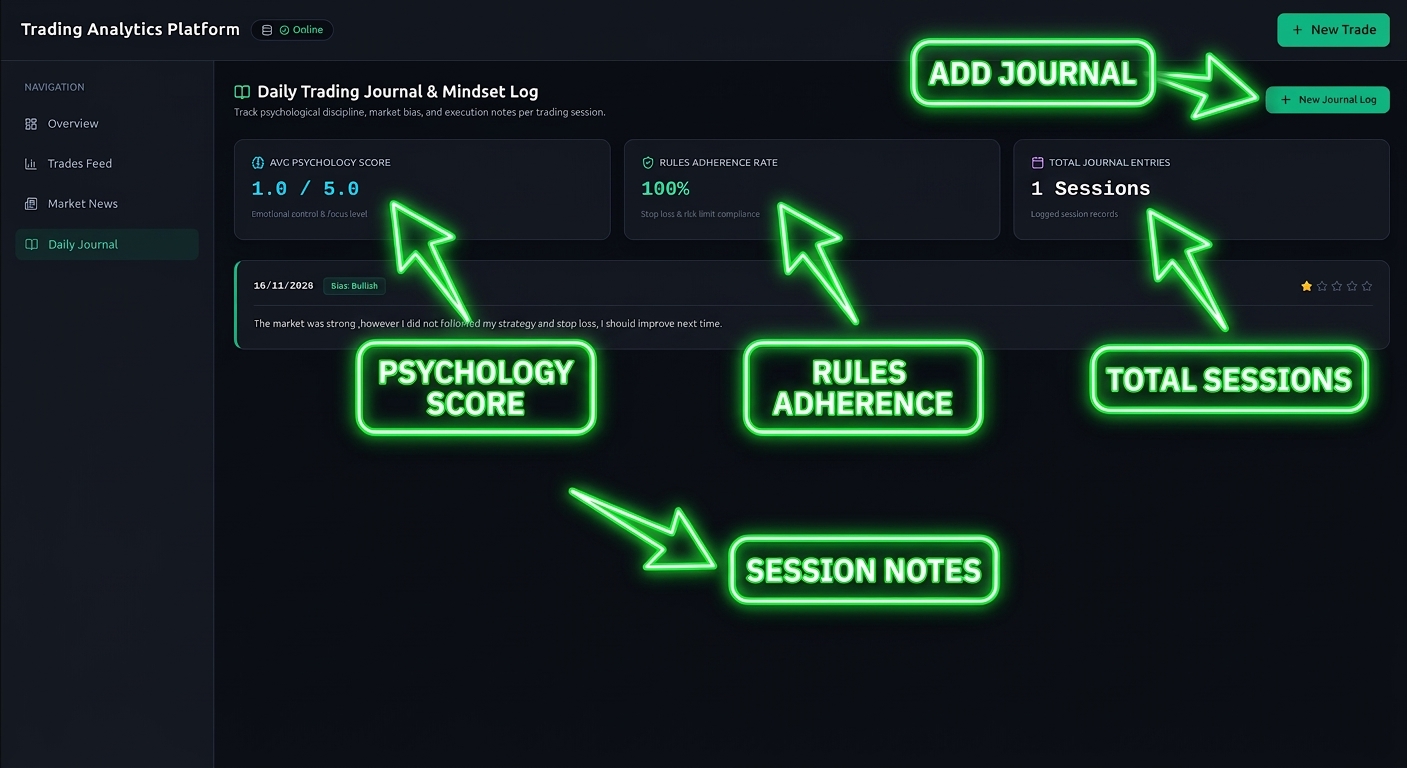 Trading Analytics Platform
Online
+ New Trade
NAVIGATION
Overview
Trades Feed
Market News
Daily Journal
Daily Trading Journal & Mindset Log
Track psychological discipline, market bias, and execution notes per trading session.
ADD JOURNAL
+ New Journal Log
AVG PSYCHOLOGY SCORE
1.0 / 5.0
Emotional control & focus level
RULES ADHERENCE RATE
100%
Stop loss & risk limit compliance
TOTAL JOURNAL ENTRIES
1 Sessions
Logged session records
16/11/2026
Bias: Bullish
The market was strong ,however I did not followed my strategy and stop loss, I should improve next time.
PSYCHOLOGY
SCORE
RULES
ADHERENCE
TOTAL SESSIONS
SESSION NOTES